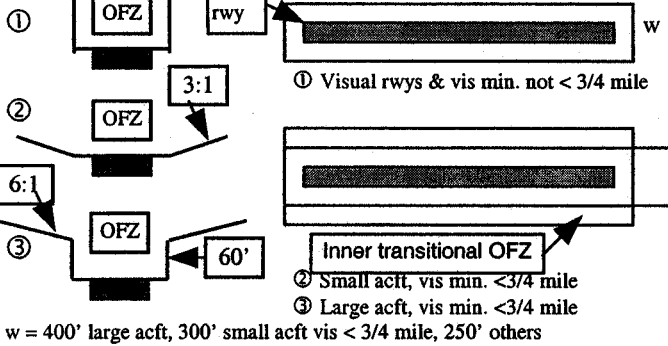 ① OFZ rwy w
① Visual rwys & vis min. not < 3/4 mile
3:1
② OFZ
6:1
OFZ
③ 60'
Inner transitional OFZ
② Small acft, vis min. <3/4 mile
③ Large acft, vis min. <3/4 mile
w = 400' large acft, 300' small acft vis < 3/4 mile, 250' others